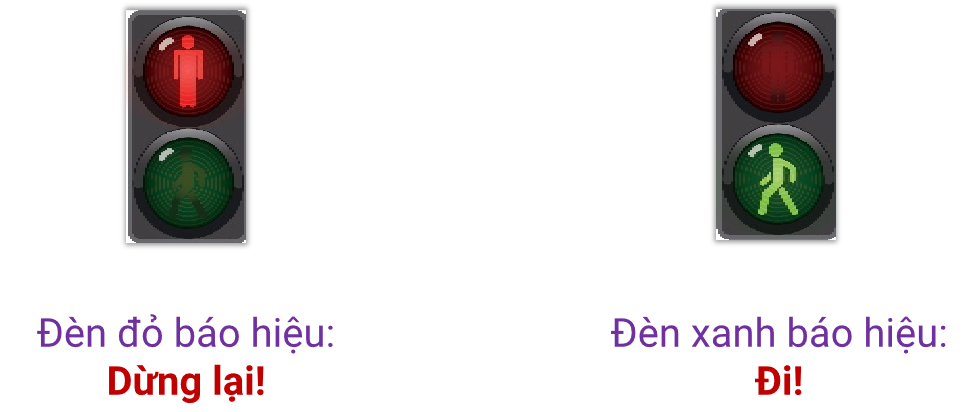 Đèn đỏ báo hiệu:
Dừng lại!
Đèn xanh báo hiệu:
Đi!